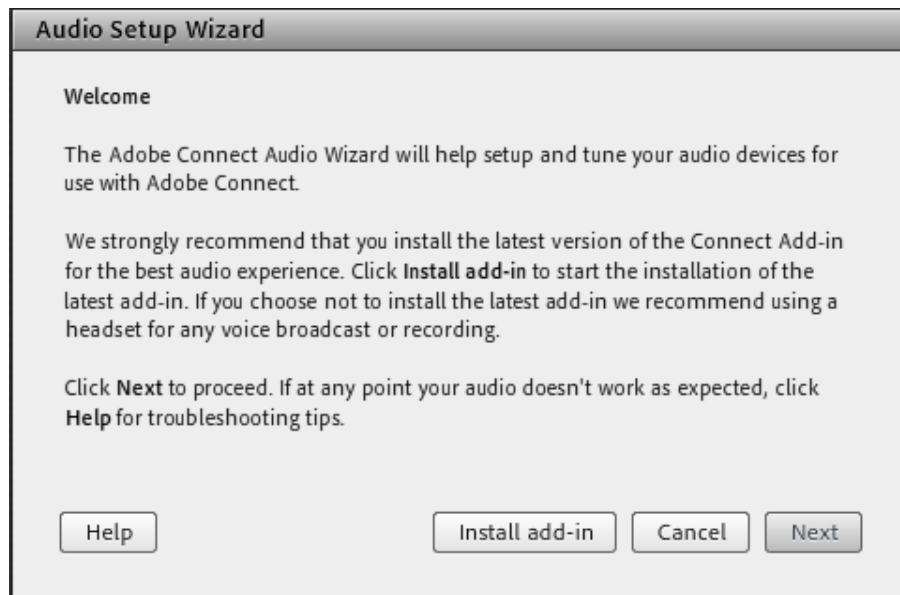 Audio Setup Wizard
Welcome
The Adobe Connect Audio Wizard will help setup and tune your audio devices for
use with Adobe Connect.
We strongly recommend that you install the latest version of the Connect Add-in
for the best audio experience. Click Install add-in to start the installation of the
latest add-in. If you choose not to install the latest add-in we recommend using a
headset for any voice broadcast or recording.
Click Next to proceed. If at any point your audio doesn't work as expected, click
Help for troubleshooting tips.
Help Install add-in Cancel Next